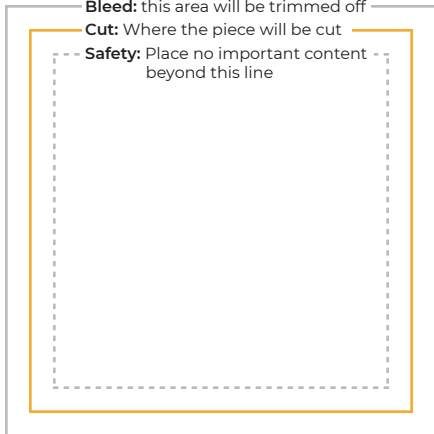 Bleed: this area will be trimmed off
Cut: Where the piece will be cut
Safety: Place no important content
beyond this line